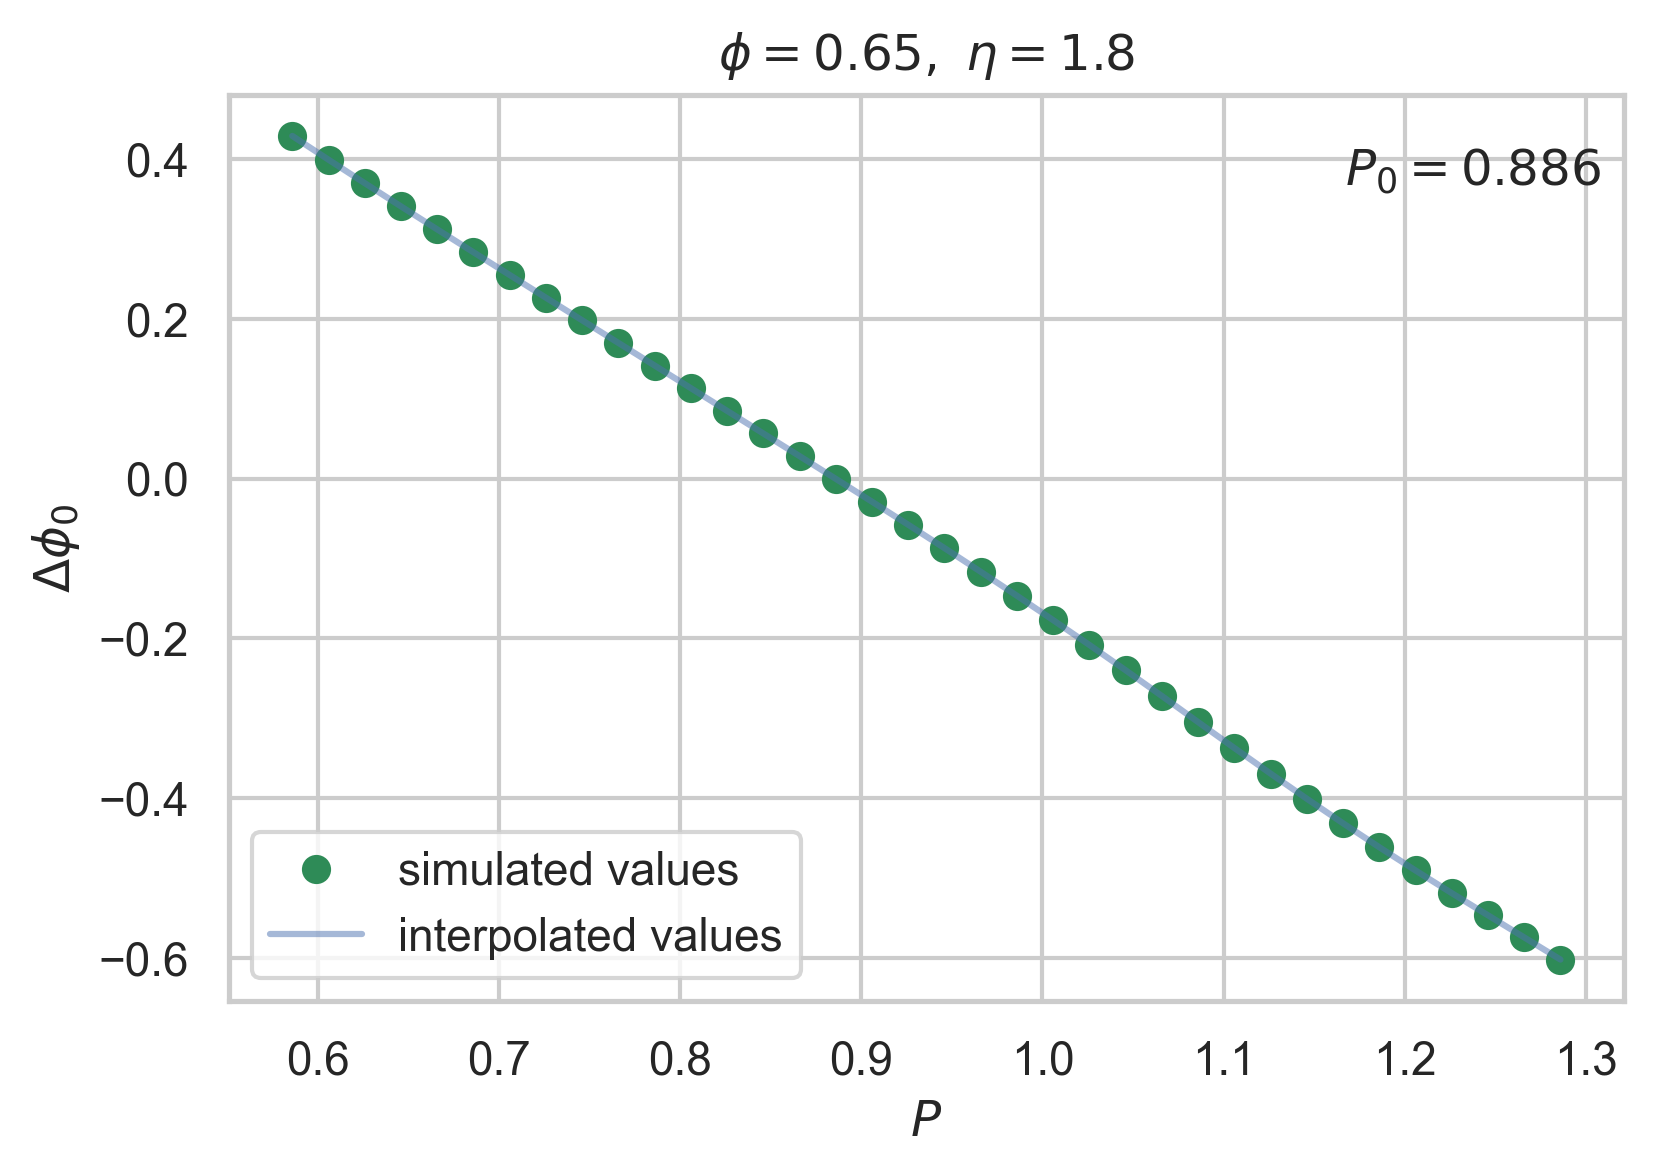 ϕ = 0.65, η = 1.8
P₀ = 0.886
Δϕ₀
0.4
0.2
0.0
−0.2
−0.4
−0.6
simulated values
interpolated values
0.6 0.7 0.8 0.9 1.0 1.1 1.2 1.3
P